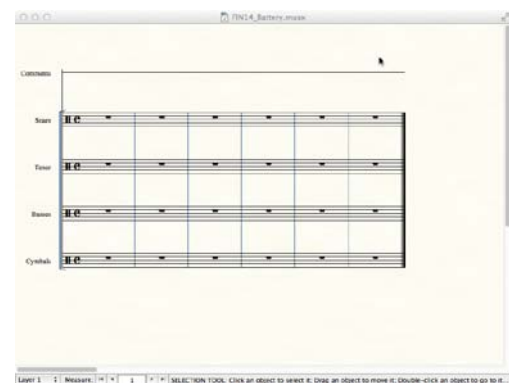 FIN14_Battery.musx
Comments
Snare
Tenor
Basses
Cymbals
Layer 1 Measure: 1 SELECTION TOOL: Click an object to select it; Drag an object to move it; Double-click an object to go to it...